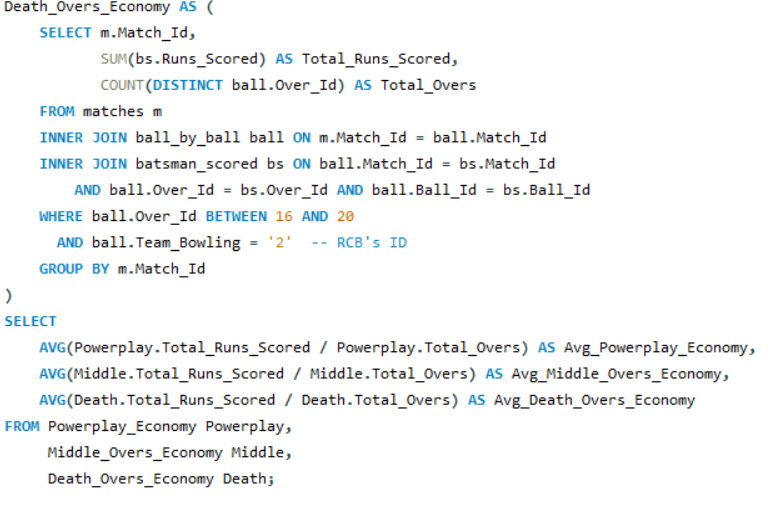 Death_Overs_Economy AS (
SELECT m.Match_Id,
SUM(bs.Runs_Scored) AS Total_Runs_Scored,
COUNT(DISTINCT ball.Over_Id) AS Total_Overs
FROM matches m
INNER JOIN ball_by_ball ball ON m.Match_Id = ball.Match_Id
INNER JOIN batsman_scored bs ON ball.Match_Id = bs.Match_Id
AND ball.Over_Id = bs.Over_Id AND ball.Ball_Id = bs.Ball_Id
WHERE ball.Over_Id BETWEEN 16 AND 20
AND ball.Team_Bowling = '2' -- RCB's ID
GROUP BY m.Match_Id
)
SELECT
AVG(Powerplay.Total_Runs_Scored / Powerplay.Total_Overs) AS Avg_Powerplay_Economy,
AVG(Middle.Total_Runs_Scored / Middle.Total_Overs) AS Avg_Middle_Overs_Economy,
AVG(Death.Total_Runs_Scored / Death.Total_Overs) AS Avg_Death_Overs_Economy
FROM Powerplay_Economy Powerplay,
Middle_Overs_Economy Middle,
Death_Overs_Economy Death;